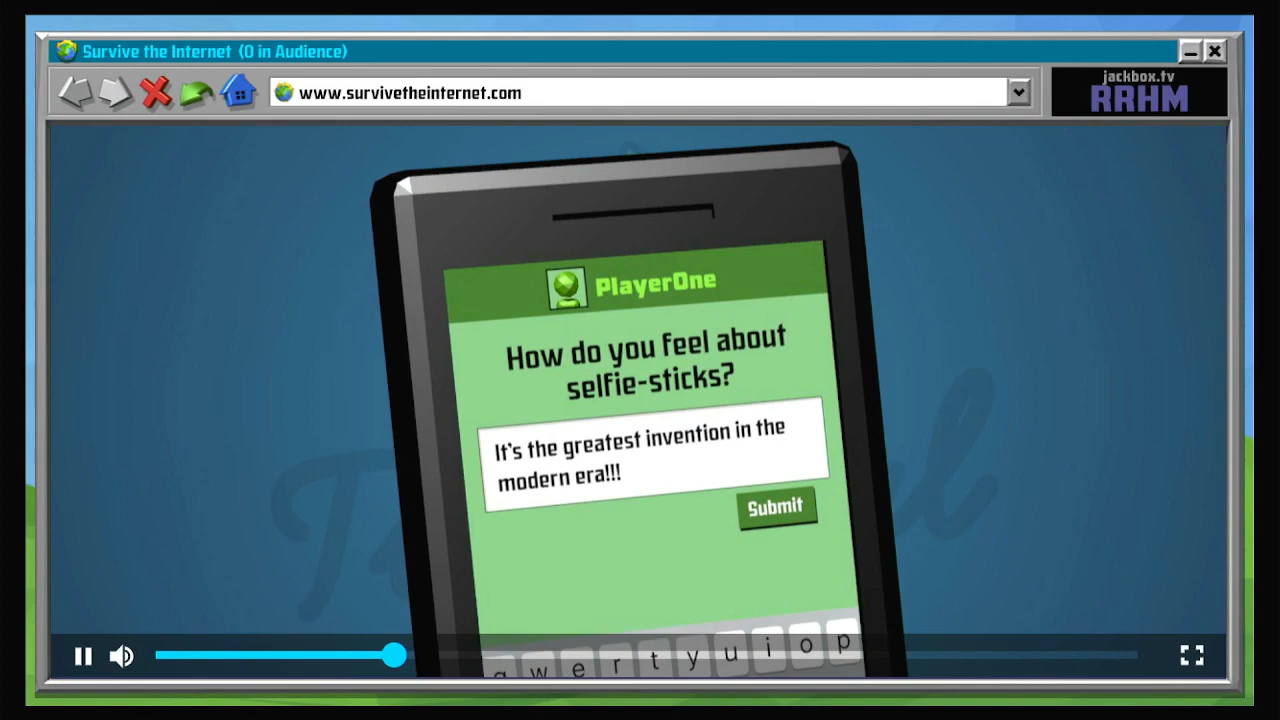 Survive the Internet (0 in Audience)
www.survivetheinternet.com
jackbox.tv
RRHM
PlayerOne
How do you feel about
selfie-sticks?
It's the greatest invention in the
modern era!!!
Submit
q w e r t y u i o p